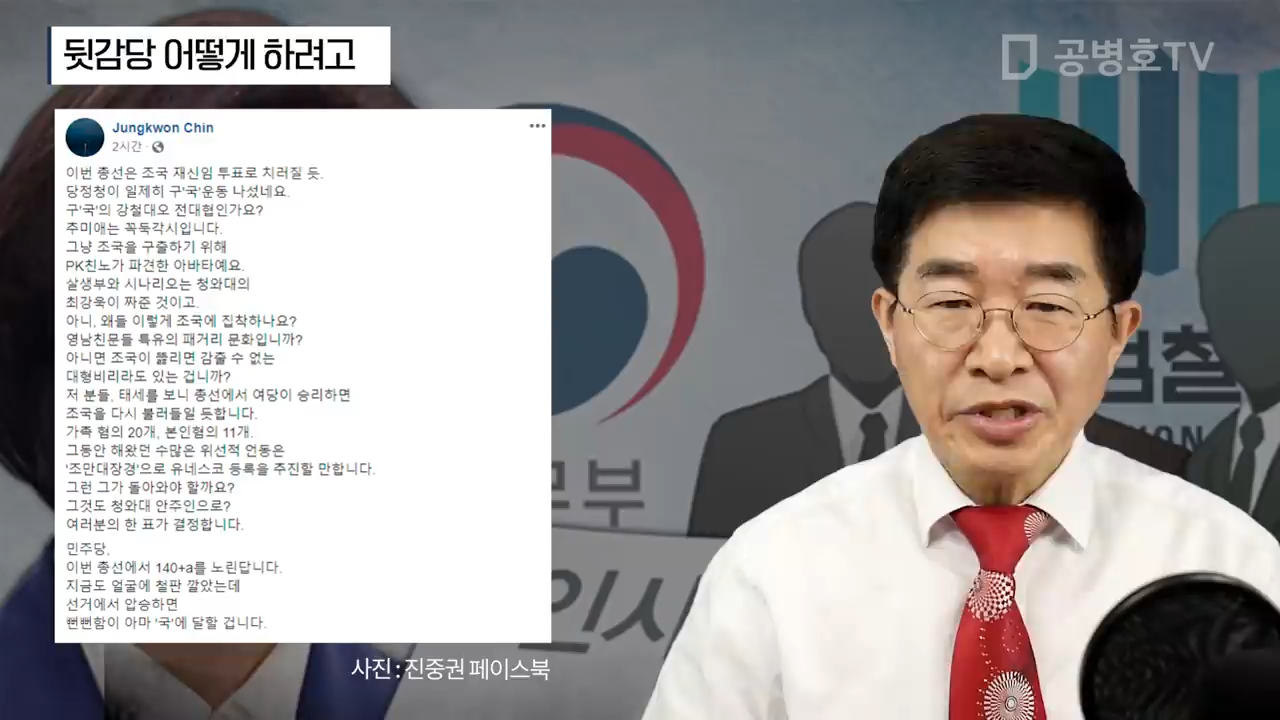 뒷감당 어떻게 하려고
공병호TV
Jungkwon Chin
2시간 ·
이번 총선은 조국 재신임 투표로 치러질 듯.
당정청이 일제히 구'국'운동 나셨네요.
구'국'의 강철대오 전대협인가요?
추미애는 꼭둑각시입니다.
그냥 조국을 구출하기 위해
PK친노가 파견한 아바타예요.
살생부와 시나리오는 청와대의
최강욱이 짜준 것이고.
아니, 왜들 이렇게 조국에 집착하나요?
영남친문들 특유의 패거리 문화입니까?
아니면 조국이 뚫리면 감출 수 없는
대형비리라도 있는 겁니까?
저 분들, 태세를 보니 총선에서 여당이 승리하면
조국을 다시 불러들일 듯합니다.
가족 혐의 20개, 본인혐의 11개.
그동안 해왔던 수많은 위선적 언동은
'조만대장경'으로 유네스코 등록을 추진할 만합니다.
그런 그가 돌아와야 할까요?
그것도 청와대 안주인으로?
여러분의 한 표가 결정합니다.
민주당,
이번 총선에서 140+a를 노린답니다.
지금도 얼굴에 철판 깔았는데
선거에서 압승하면
뻔뻔함이 아마 '국'에 달할 겁니다.
사진 : 진중권 페이스북
무부
인사
검찰